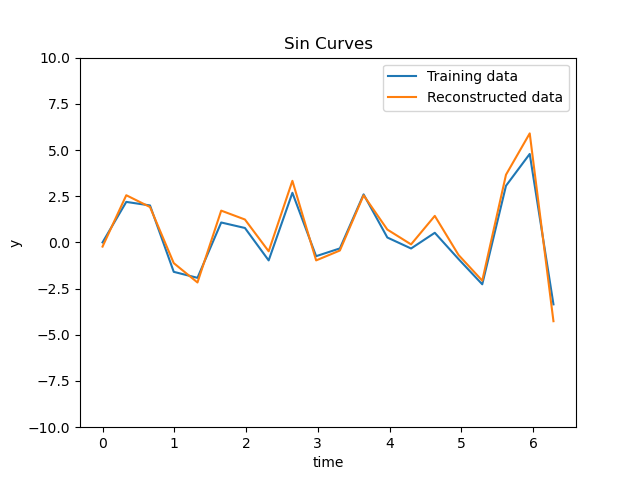 Sin Curves
Training data
Reconstructed data
10.0
7.5
5.0
2.5
0.0
−2.5
−5.0
−7.5
−10.0
y
0 1 2 3 4 5 6
time